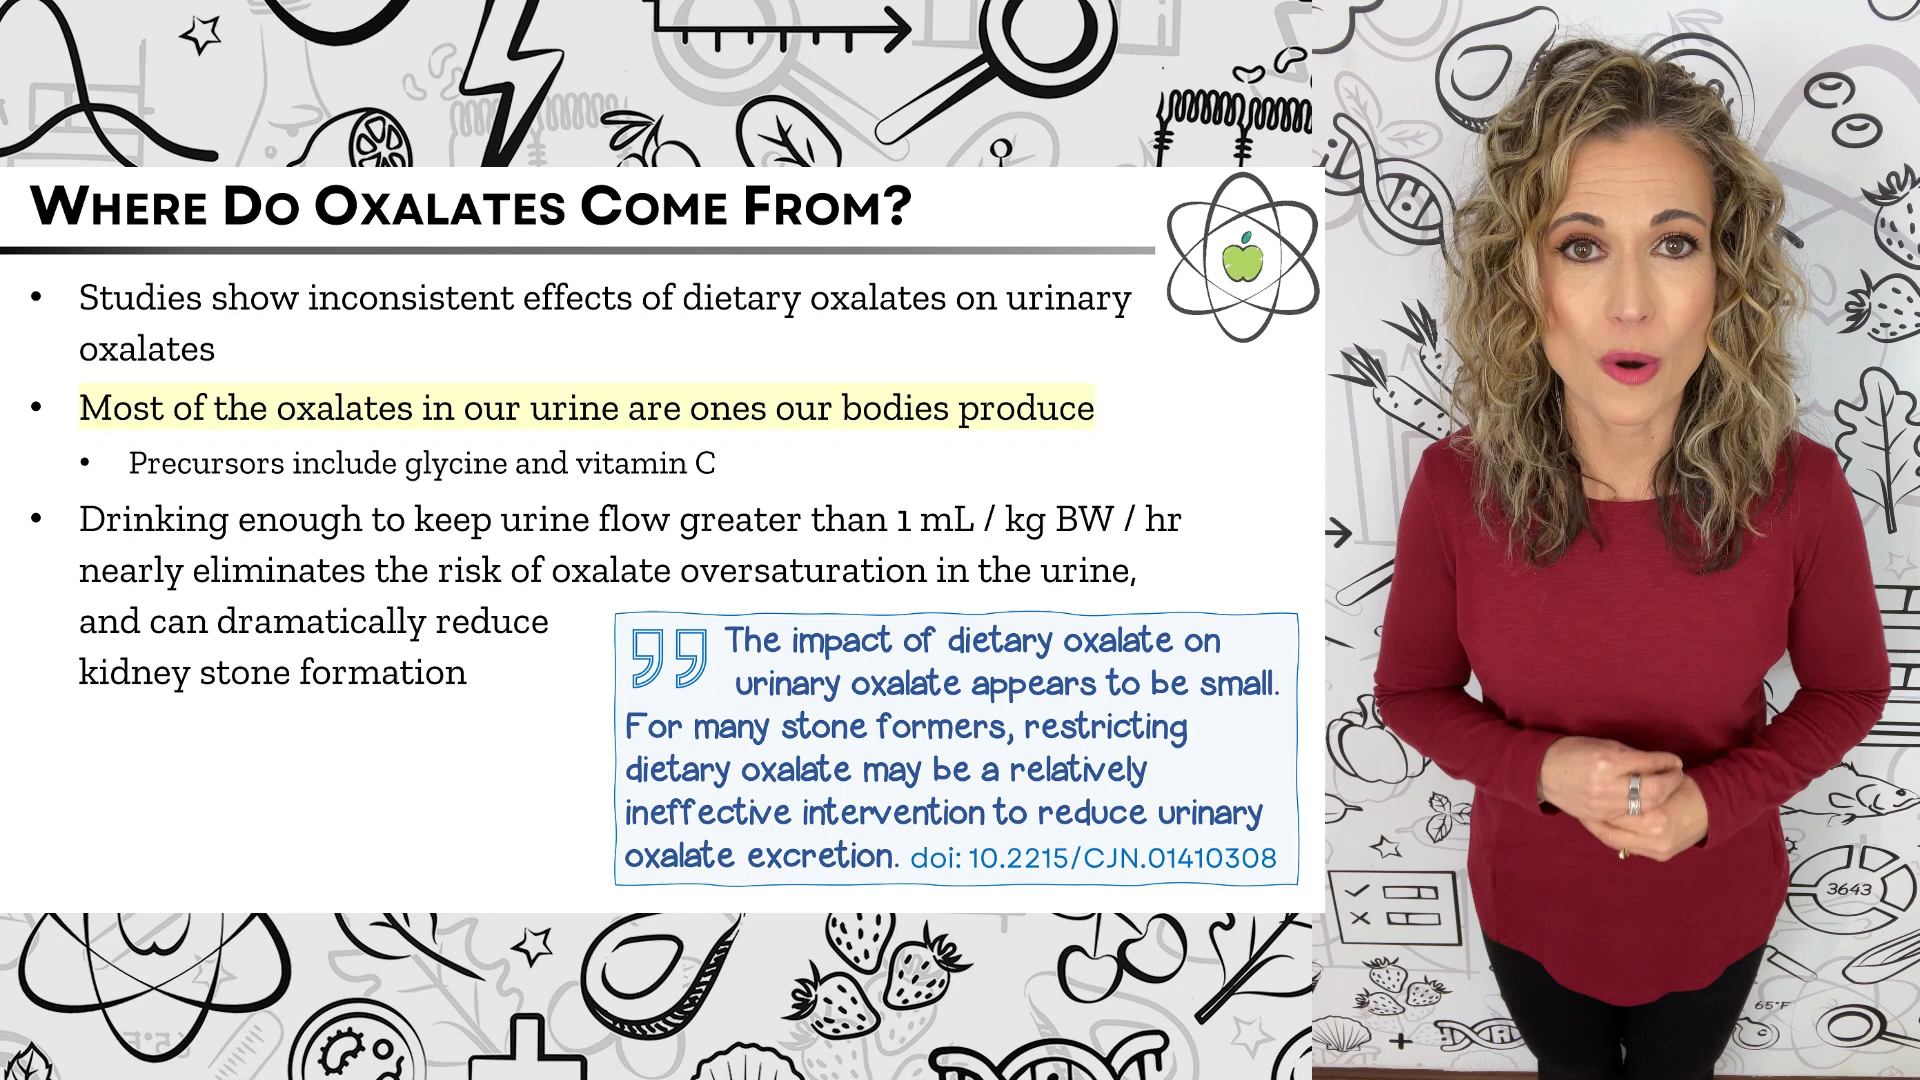 WHERE DO OXALATES COME FROM?
• Studies show inconsistent effects of dietary oxalates on urinary
oxalates
• Most of the oxalates in our urine are ones our bodies produce
• Precursors include glycine and vitamin C
• Drinking enough to keep urine flow greater than 1 mL / kg BW / hr
nearly eliminates the risk of oxalate oversaturation in the urine,
and can dramatically reduce
kidney stone formation
The impact of dietary oxalate on
urinary oxalate appears to be small.
For many stone formers, restricting
dietary oxalate may be a relatively
ineffective intervention to reduce urinary
oxalate excretion. doi: 10.2215/CJN.01410308
3643
65°F